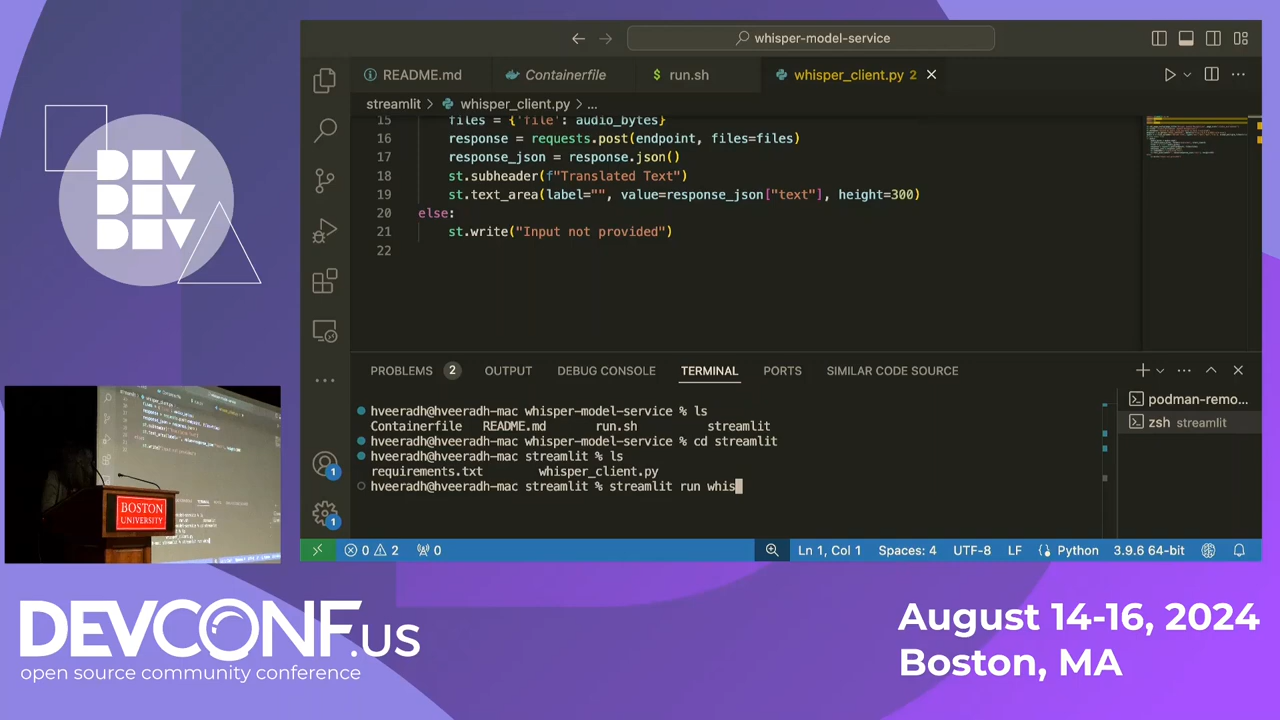 DEV
DEV
DEV
whisper-model-service
README.md
Containerfile
$ run.sh
whisper_client.py 2
streamlit > whisper_client.py > ...
15 files = {'file': audio_bytes}
16 response = requests.post(endpoint, files=files)
17 response_json = response.json()
18 st.subheader(f"Translated Text")
19 st.text_area(label="", value=response_json["text"], height=300)
20 else:
21 st.write("Input not provided")
22
PROBLEMS 2 OUTPUT DEBUG CONSOLE TERMINAL PORTS SIMILAR CODE SOURCE
hveeradh@hveeradh-mac whisper-model-service % ls
Containerfile README.md run.sh streamlit
hveeradh@hveeradh-mac whisper-model-service % cd streamlit
hveeradh@hveeradh-mac streamlit % ls
requirements.txt whisper_client.py
hveeradh@hveeradh-mac streamlit % streamlit run whis
podman-remo...
zsh streamlit
1
1
0 2 0 Ln 1, Col 1 Spaces: 4 UTF-8 LF Python 3.9.6 64-bit
BOSTON
UNIVERSITY
DEVCONF.US
open source community conference
August 14-16, 2024
Boston, MA